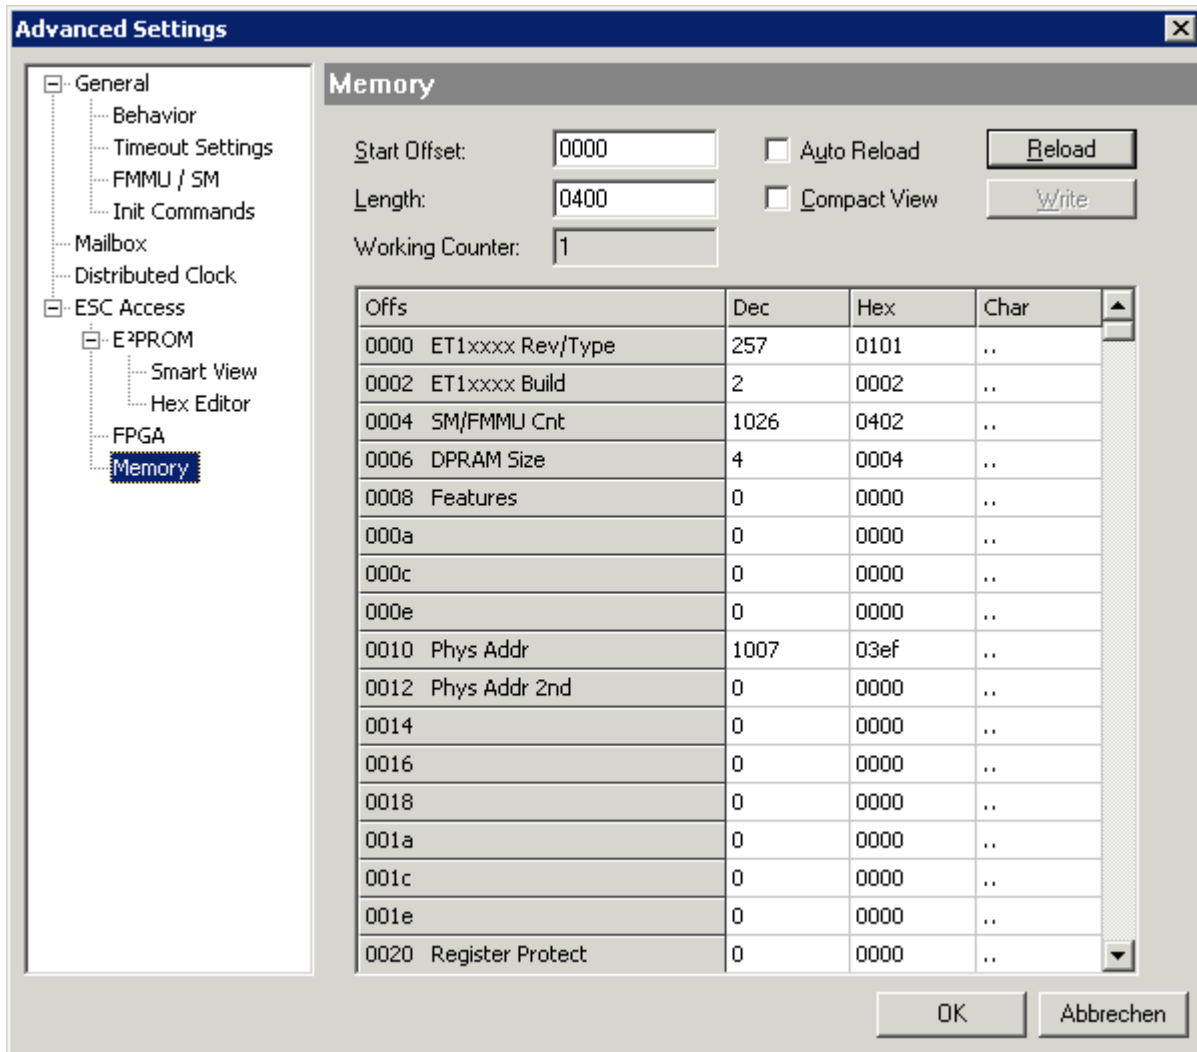 Advanced Settings
General
Behavior
Timeout Settings
FMMU / SM
Init Commands
Mailbox
Distributed Clock
ESC Access
E²PROM
Smart View
Hex Editor
FPGA
Memory
Memory
Start Offset: 0000 Auto Reload Reload
Length: 0400 Compact View Write
Working Counter: 1
Offs Dec Hex Char
0000 ET1xxxx Rev/Type 257 0101 ..
0002 ET1xxxx Build 2 0002 ..
0004 SM/FMMU Cnt 1026 0402 ..
0006 DPRAM Size 4 0004 ..
0008 Features 0 0000 ..
000a 0 0000 ..
000c 0 0000 ..
000e 0 0000 ..
0010 Phys Addr 1007 03ef ..
0012 Phys Addr 2nd 0 0000 ..
0014 0 0000 ..
0016 0 0000 ..
0018 0 0000 ..
001a 0 0000 ..
001c 0 0000 ..
001e 0 0000 ..
0020 Register Protect 0 0000 ..
OK Abbrechen